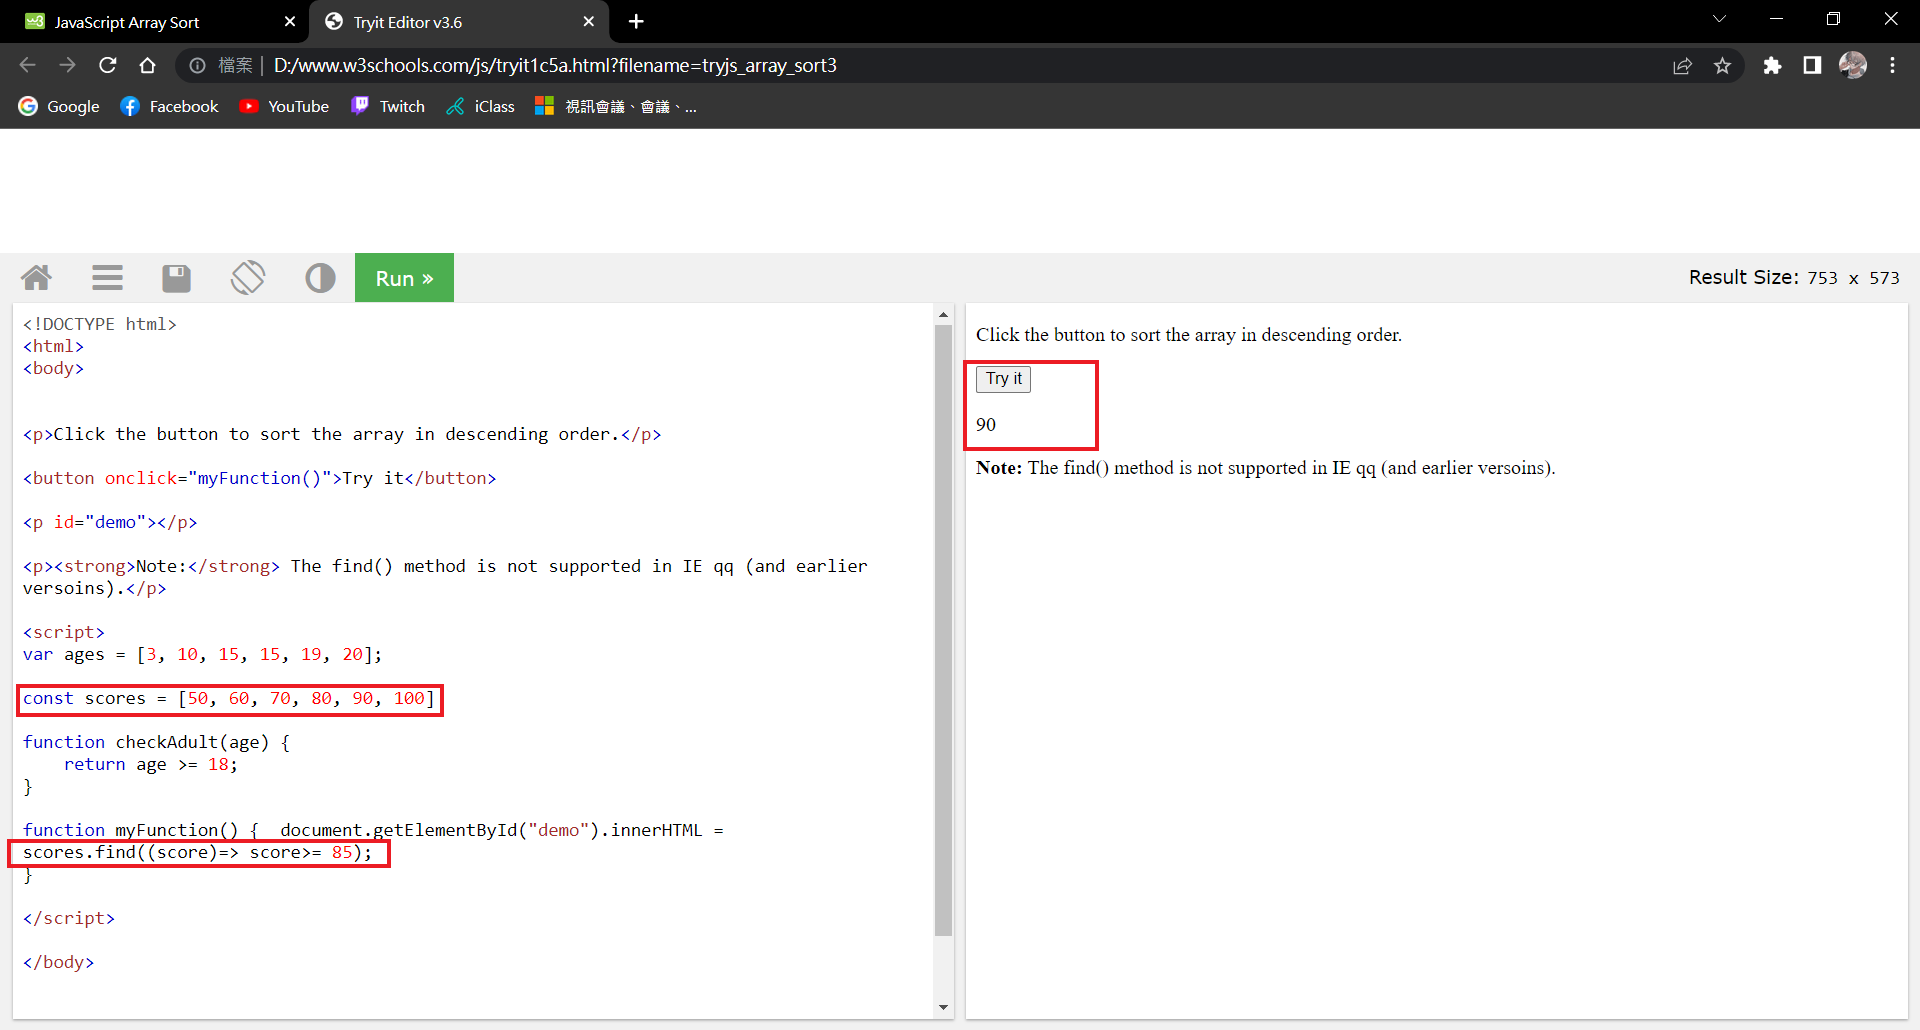 JavaScript Array Sort
Tryit Editor v3.6
檔案 | D:/www.w3schools.com/js/tryit1c5a.html?filename=tryjs_array_sort3
Google Facebook YouTube Twitch iClass 視訊會議、會議、...
Run »
Result Size: 753 x 573
<!DOCTYPE html>
<html>
<body>
<p>Click the button to sort the array in descending order.</p>
<button onclick="myFunction()">Try it</button>
<p id="demo"></p>
<p><strong>Note:</strong> The find() method is not supported in IE qq (and earlier
versoins).</p>
<script>
var ages = [3, 10, 15, 15, 19, 20];
const scores = [50, 60, 70, 80, 90, 100]
function checkAdult(age) {
    return age >= 18;
}
function myFunction() {  document.getElementById("demo").innerHTML =
scores.find((score)=> score>= 85);
}
</script>
</body>
Click the button to sort the array in descending order.
Try it
90
Note: The find() method is not supported in IE qq (and earlier versoins).